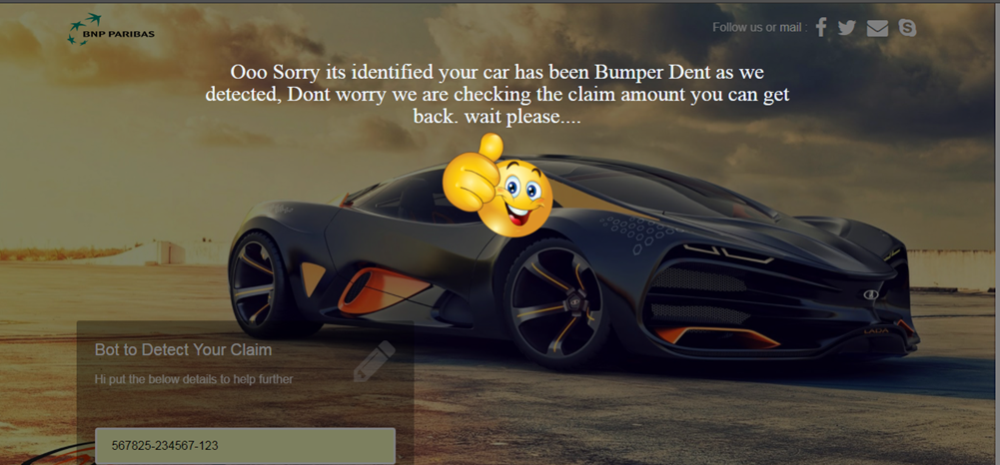 BNP PARIBAS
Follow us or mail :
Ooo Sorry its identified your car has been Bumper Dent as we
detected, Dont worry we are checking the claim amount you can get
back. wait please....
LADA
Bot to Detect Your Claim
Hi put the below details to help further
567825-234567-123